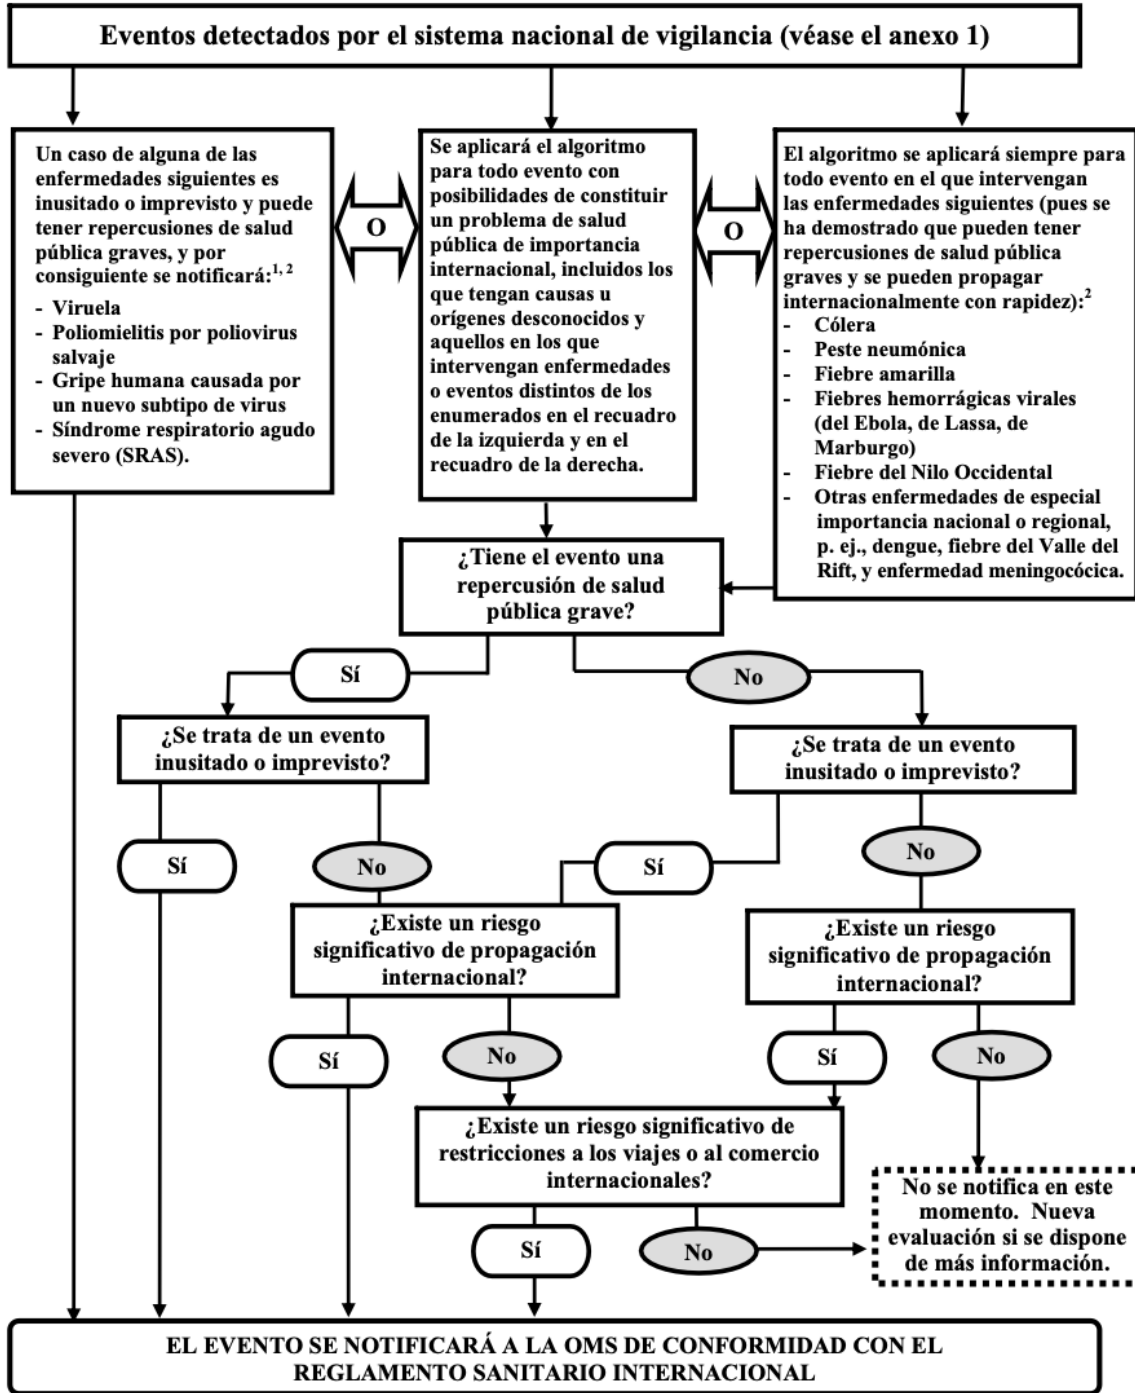 Eventos detectados por el sistema nacional de vigilancia (véase el anexo 1)
Un caso de alguna de las
enfermedades siguientes es
inusitado o imprevisto y puede
tener repercusiones de salud
pública graves, y por
consiguiente se notificará:1, 2
- Viruela
- Poliomielitis por poliovirus
salvaje
- Gripe humana causada por
un nuevo subtipo de virus
- Síndrome respiratorio agudo
severo (SRAS).
O
Se aplicará el algoritmo
para todo evento con
posibilidades de constituir
un problema de salud
pública de importancia
internacional, incluidos los
que tengan causas u
orígenes desconocidos y
aquellos en los que
intervengan enfermedades
o eventos distintos de los
enumerados en el recuadro
de la izquierda y en el
recuadro de la derecha.
O
El algoritmo se aplicará siempre para
todo evento en el que intervengan
las enfermedades siguientes (pues se
ha demostrado que pueden tener
repercusiones de salud pública
graves y se pueden propagar
internacionalmente con rapidez):2
- Cólera
- Peste neumónica
- Fiebre amarilla
- Fiebres hemorrágicas virales
(del Ebola, de Lassa, de
Marburgo)
- Fiebre del Nilo Occidental
- Otras enfermedades de especial
importancia nacional o regional,
p. ej., dengue, fiebre del Valle del
Rift, y enfermedad meningocócica.
¿Tiene el evento una
repercusión de salud
pública grave?
Sí
No
¿Se trata de un evento
inusitado o imprevisto?
¿Se trata de un evento
inusitado o imprevisto?
Sí
No
Sí
No
¿Existe un riesgo
significativo de propagación
internacional?
¿Existe un riesgo
significativo de propagación
internacional?
Sí
No
Sí
No
¿Existe un riesgo significativo de
restricciones a los viajes o al comercio
internacionales?
No se notifica en este
momento. Nueva
evaluación si se dispone
de más información.
Sí
No
EL EVENTO SE NOTIFICARÁ A LA OMS DE CONFORMIDAD CON EL
REGLAMENTO SANITARIO INTERNACIONAL